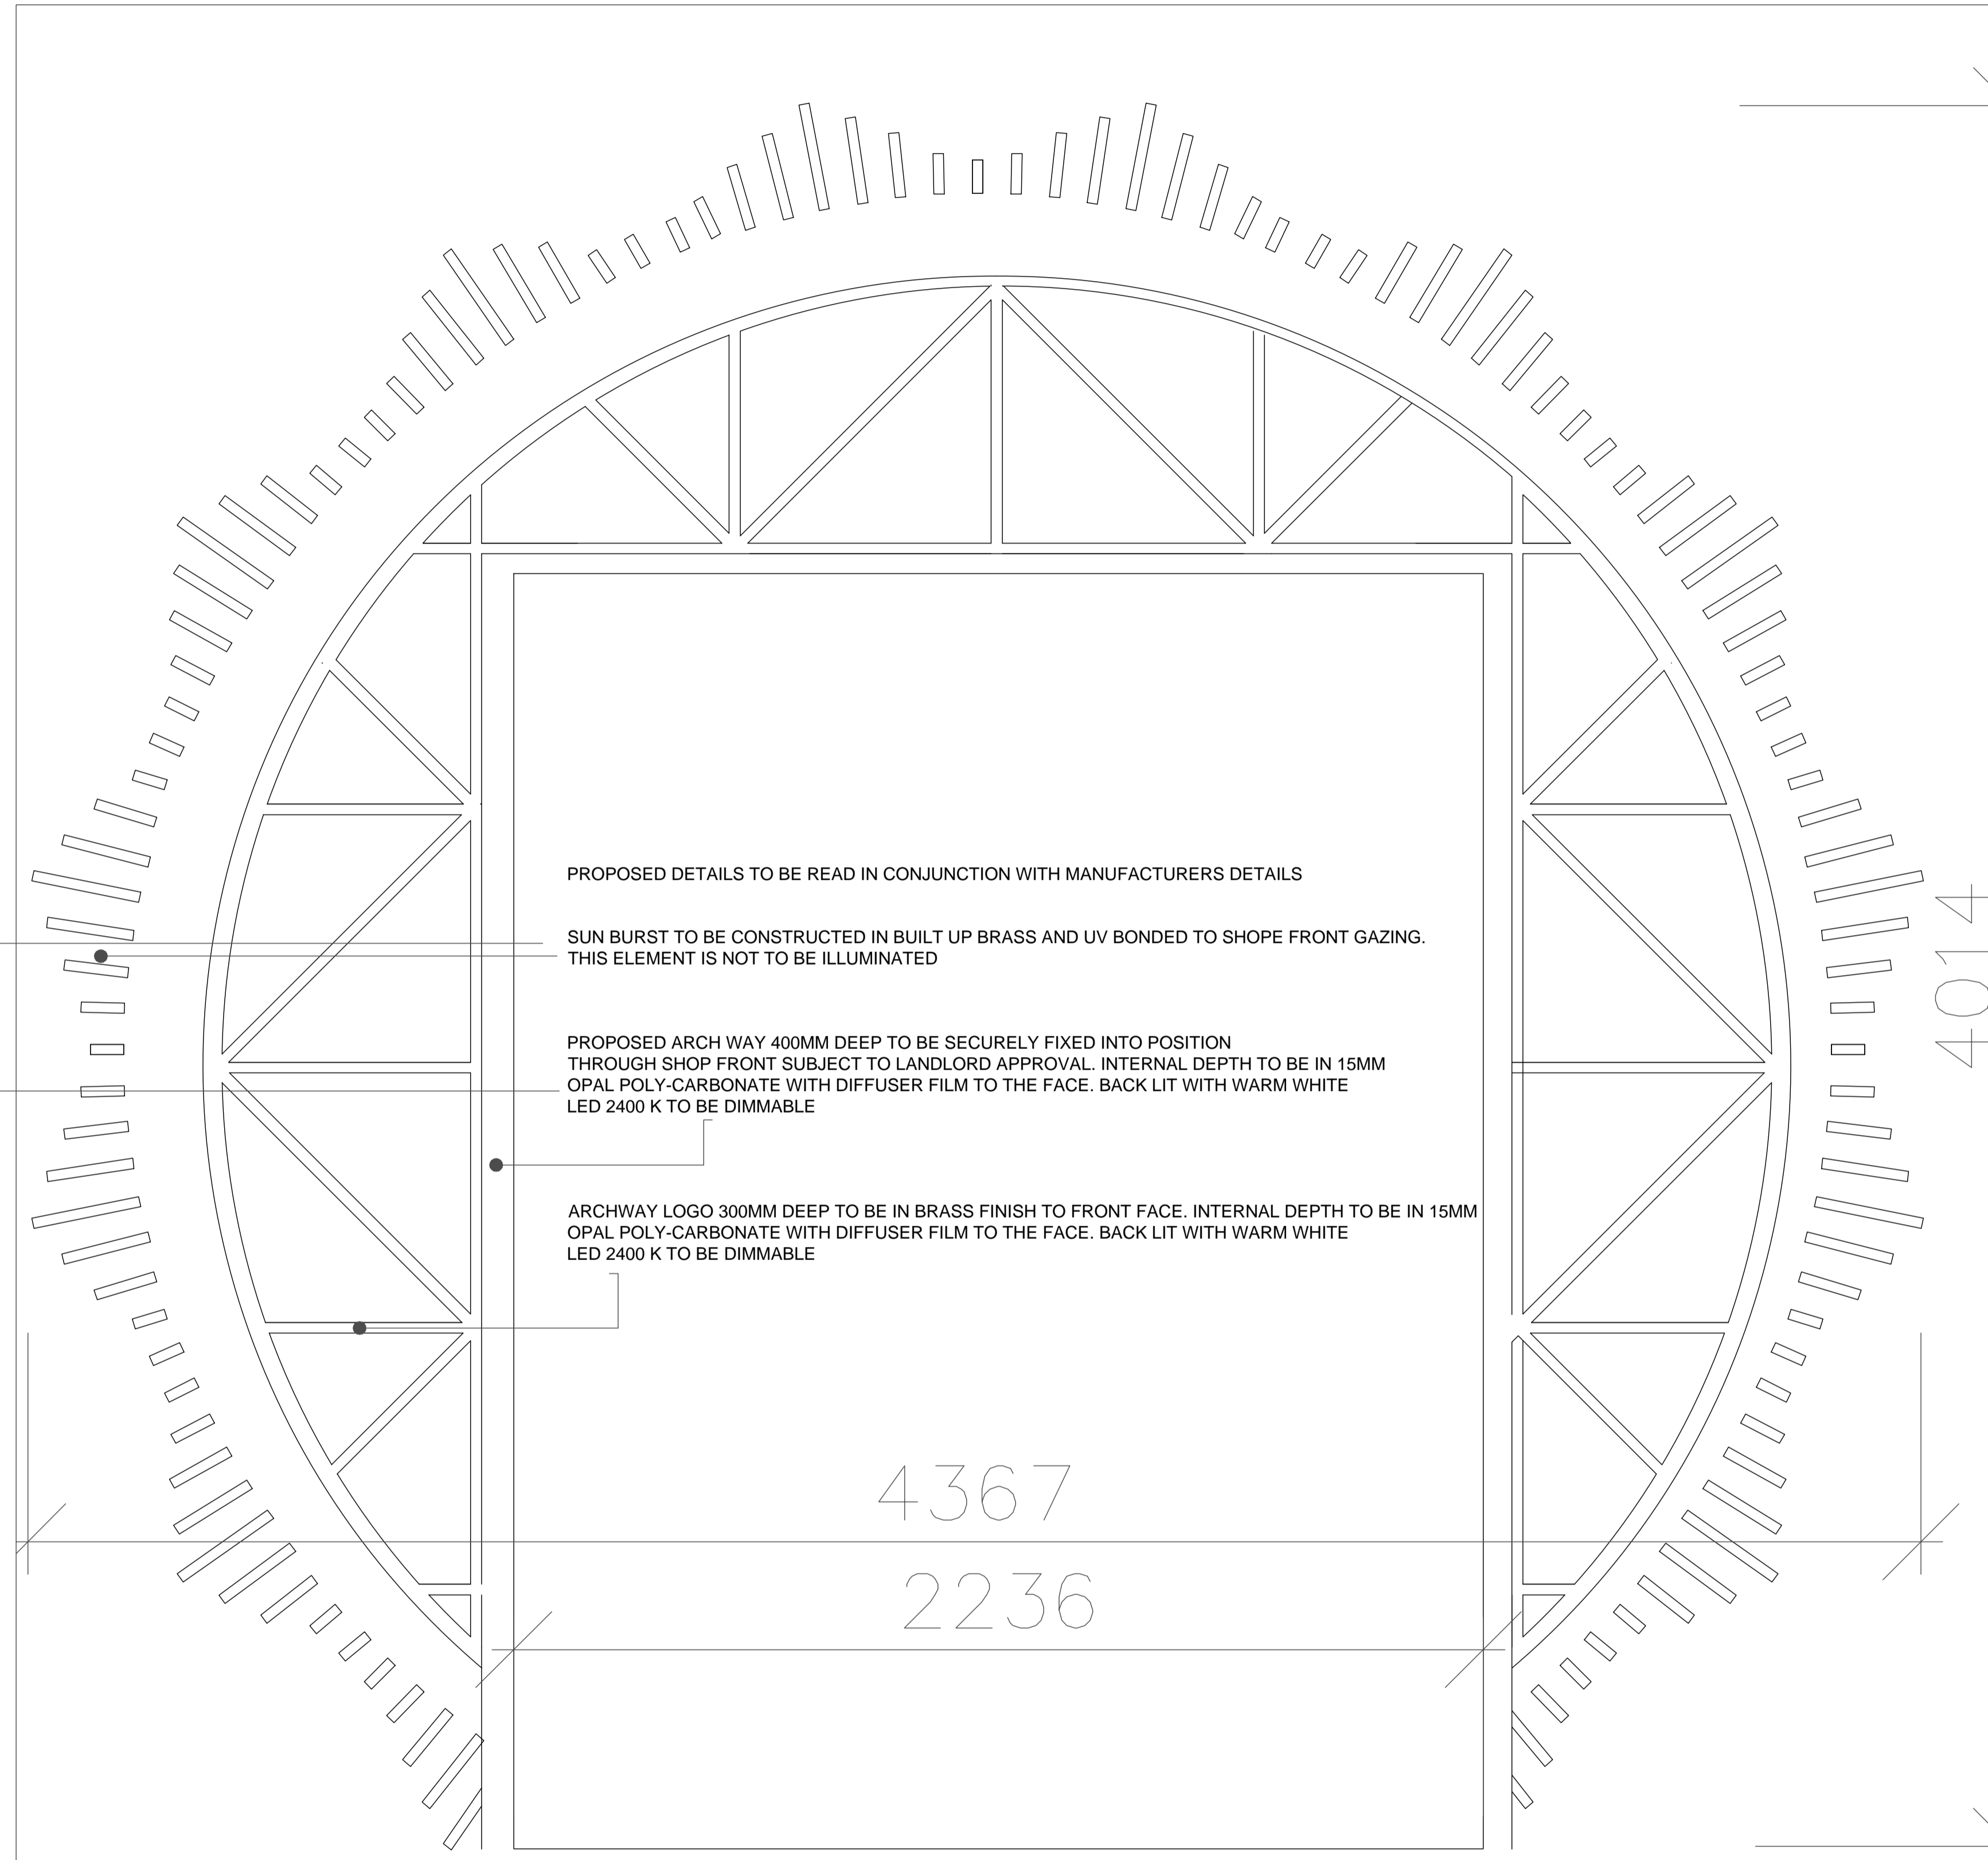 PROPOSED DETAILS TO BE READ IN CONJUNCTION WITH MANUFACTURERS DETAILS
SUN BURST TO BE CONSTRUCTED IN BUILT UP BRASS AND UV BONDED TO SHOPE FRONT GAZING.
THIS ELEMENT IS NOT TO BE ILLUMINATED
4014
PROPOSED ARCH WAY 400MM DEEP TO BE SECURELY FIXED INTO POSITION
THROUGH SHOP FRONT SUBJECT TO LANDLORD APPROVAL. INTERNAL DEPTH TO BE IN 15MM
OPAL POLY-CARBONATE WITH DIFFUSER FILM TO THE FACE. BACK LIT WITH WARM WHITE
LED 2400 K TO BE DIMMABLE
ARCHWAY LOGO 300MM DEEP TO BE IN BRASS FINISH TO FRONT FACE. INTERNAL DEPTH TO BE IN 15MM
OPAL POLY-CARBONATE WITH DIFFUSER FILM TO THE FACE. BACK LIT WITH WARM WHITE
LED 2400 K TO BE DIMMABLE
4367
2236